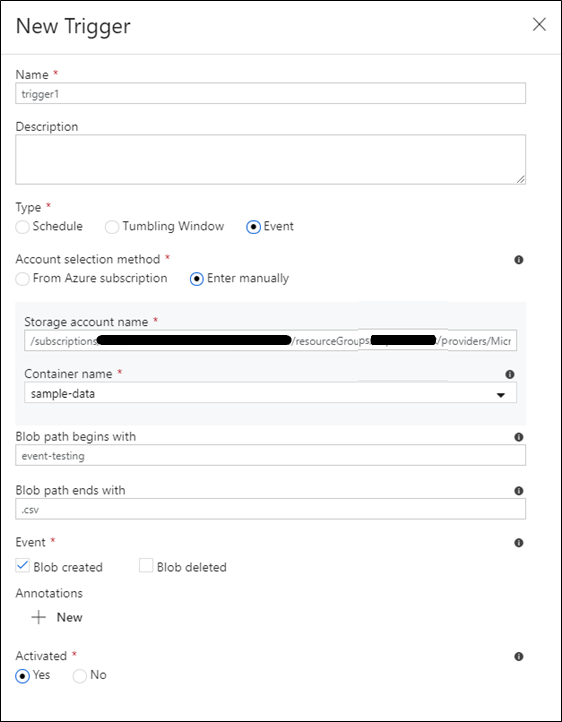 New Trigger
Name *
trigger1
Description
Type *
Schedule Tumbling Window Event
Account selection method *
From Azure subscription Enter manually
Storage account name *
/subscriptions /resourceGroups /providers/Micr
Container name *
sample-data
Blob path begins with
event-testing
Blob path ends with
.csv
Event *
Blob created Blob deleted
Annotations
New
Activated *
Yes No